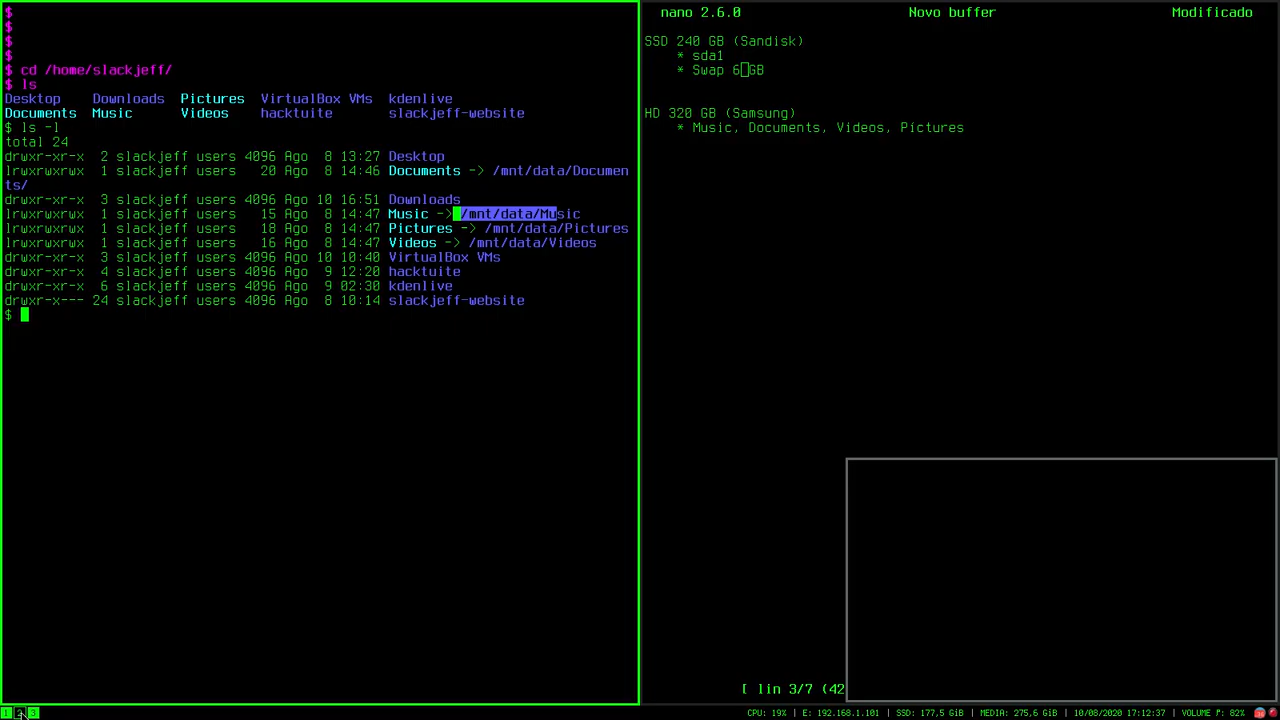 $
$
$
$
$ cd /home/slackjeff/
$ ls
Desktop Downloads Pictures VirtualBox VMs kdenlive
Documents Music Videos hacktuite slackjeff-website
$ ls -l
total 24
drwxr-xr-x 2 slackjeff users 4096 Ago 8 13:27 Desktop
lrwxrwxrwx 1 slackjeff users 20 Ago 8 14:46 Documents -> /mnt/data/Documen
ts/
drwxr-xr-x 3 slackjeff users 4096 Ago 10 16:51 Downloads
lrwxrwxrwx 1 slackjeff users 15 Ago 8 14:47 Music -> /mnt/data/Music
lrwxrwxrwx 1 slackjeff users 18 Ago 8 14:47 Pictures -> /mnt/data/Pictures
lrwxrwxrwx 1 slackjeff users 16 Ago 8 14:47 Videos -> /mnt/data/Videos
drwxr-xr-x 3 slackjeff users 4096 Ago 10 10:40 VirtualBox VMs
drwxr-xr-x 4 slackjeff users 4096 Ago 9 12:20 hacktuite
drwxr-xr-x 6 slackjeff users 4096 Ago 9 02:30 kdenlive
drwxr-x--- 24 slackjeff users 4096 Ago 8 10:14 slackjeff-website
$
nano 2.6.0 Novo buffer Modificado
SSD 240 GB (Sandisk)
* sda1
* Swap 6 GB
HD 320 GB (Samsung)
* Music, Documents, Videos, Pictures
[ lin 3/7 (42
1 2 3
CPU: 19% | E: 192.168.1.101 | SSD: 177,5 GiB | MEDIA: 275,6 GiB | 10/08/2020 17:12:37 | VOLUME ♪: 82%